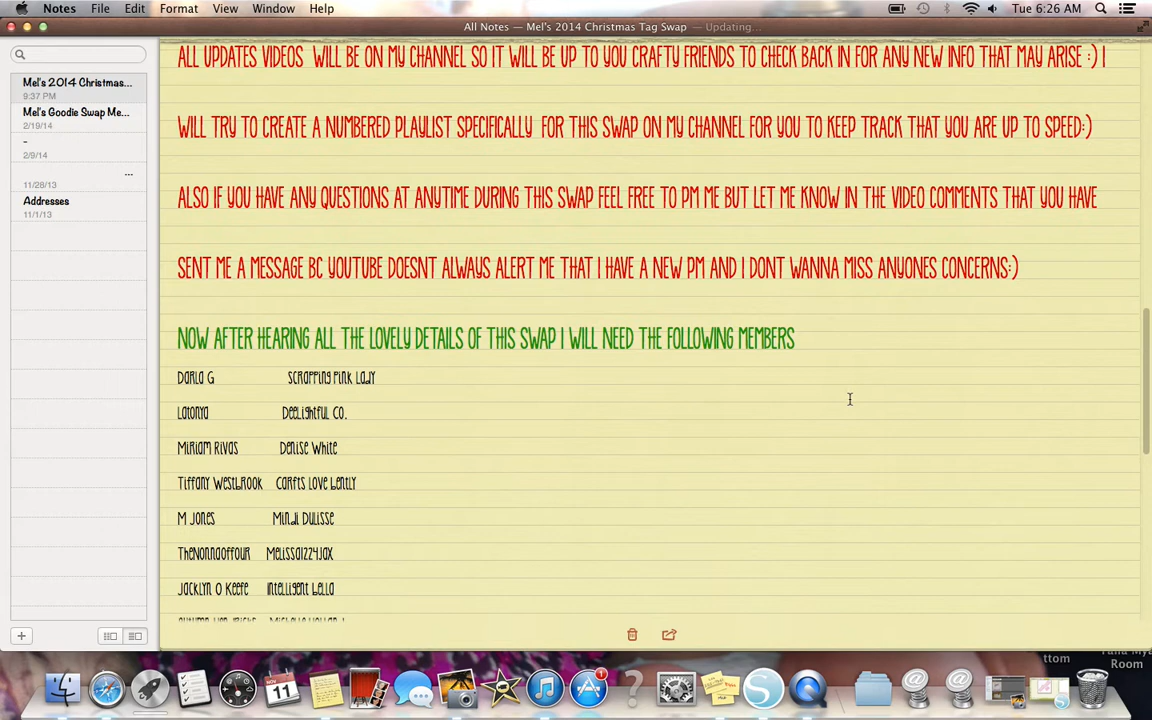 Notes File Edit Format View Window Help Tue 6:26 AM
All Notes — Mel's 2014 Christmas Tag Swap — Updating...
Mel's 2014 Christmas...
9:37 PM
Mel's Goodie Swap Me...
2/19/14
-
2/9/14
...
11/28/13
Addresses
11/1/13
ALL UPDATES VIDEOS WILL BE ON MY CHANNEL SO IT WILL BE UP TO YOU CRAFTY FRIENDS TO CHECK BACK IN FOR ANY NEW INFO THAT MAY ARISE :) I
WILL TRY TO CREATE A NUMBERED PLAYLIST SPECIFICALLY FOR THIS SWAP ON MY CHANNEL FOR YOU TO KEEP TRACK THAT YOU ARE UP TO SPEED:)
ALSO IF YOU HAVE ANY QUESTIONS AT ANYTIME DURING THIS SWAP FEEL FREE TO PM ME BUT LET ME KNOW IN THE VIDEO COMMENTS THAT YOU HAVE
SENT ME A MESSAGE BC YOUTUBE DOESNT ALWAYS ALERT ME THAT I HAVE A NEW PM AND I DONT WANNA MISS ANYONES CONCERNS:)
NOW AFTER HEARING ALL THE LOVELY DETAILS OF THIS SWAP I WILL NEED THE FOLLOWING MEMBERS
Darla G Scrapping Pink Lady
Latonya DeeLightful Co.
Miriam Rivas Denise White
Tiffany Westbrook Carfts Love Bently
M Jones Mindi Dulisse
TheNonnaoffour Melissa1224Jax
Jacklyn O Keefe Intelligent Bella
NOV
11
1
ttom
Room